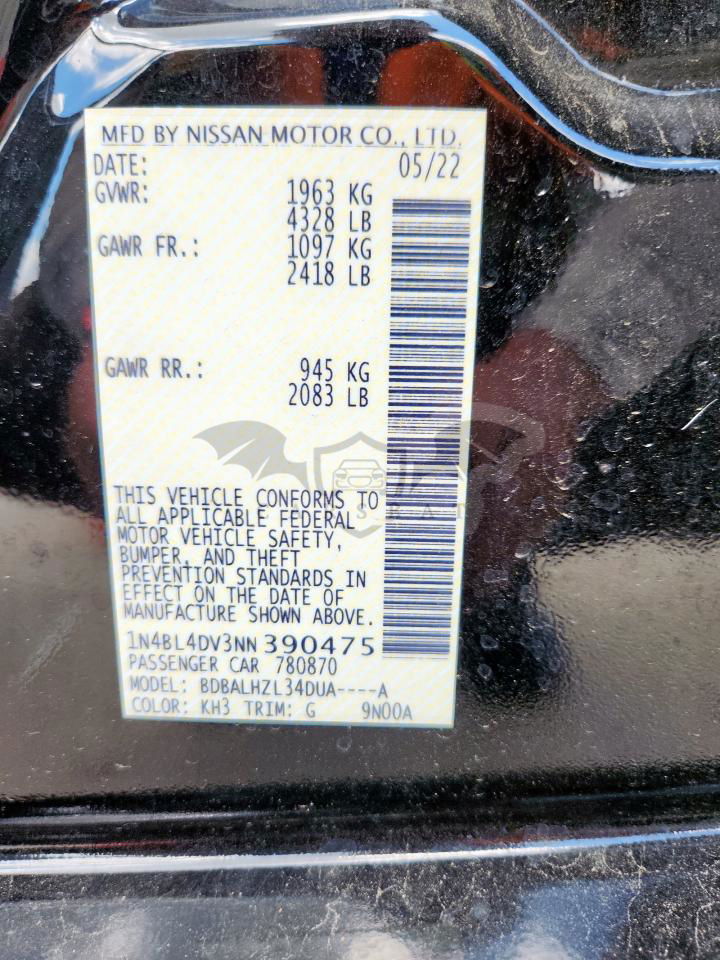 MFD BY NISSAN MOTOR CO., LTD.
DATE: 05/22
GVWR: 1963 KG
4328 LB
GAWR FR.: 1097 KG
2418 LB
GAWR RR.: 945 KG
2083 LB
THIS VEHICLE CONFORMS TO
ALL APPLICABLE FEDERAL
MOTOR VEHICLE SAFETY,
BUMPER, AND THEFT
PREVENTION STANDARDS IN
EFFECT ON THE DATE OF
MANUFACTURE SHOWN ABOVE.
1N4BL4DV3NN390475
PASSENGER CAR 780870
MODEL: BDBALHZL34DUA----A
COLOR: KH3 TRIM: G 9N00A